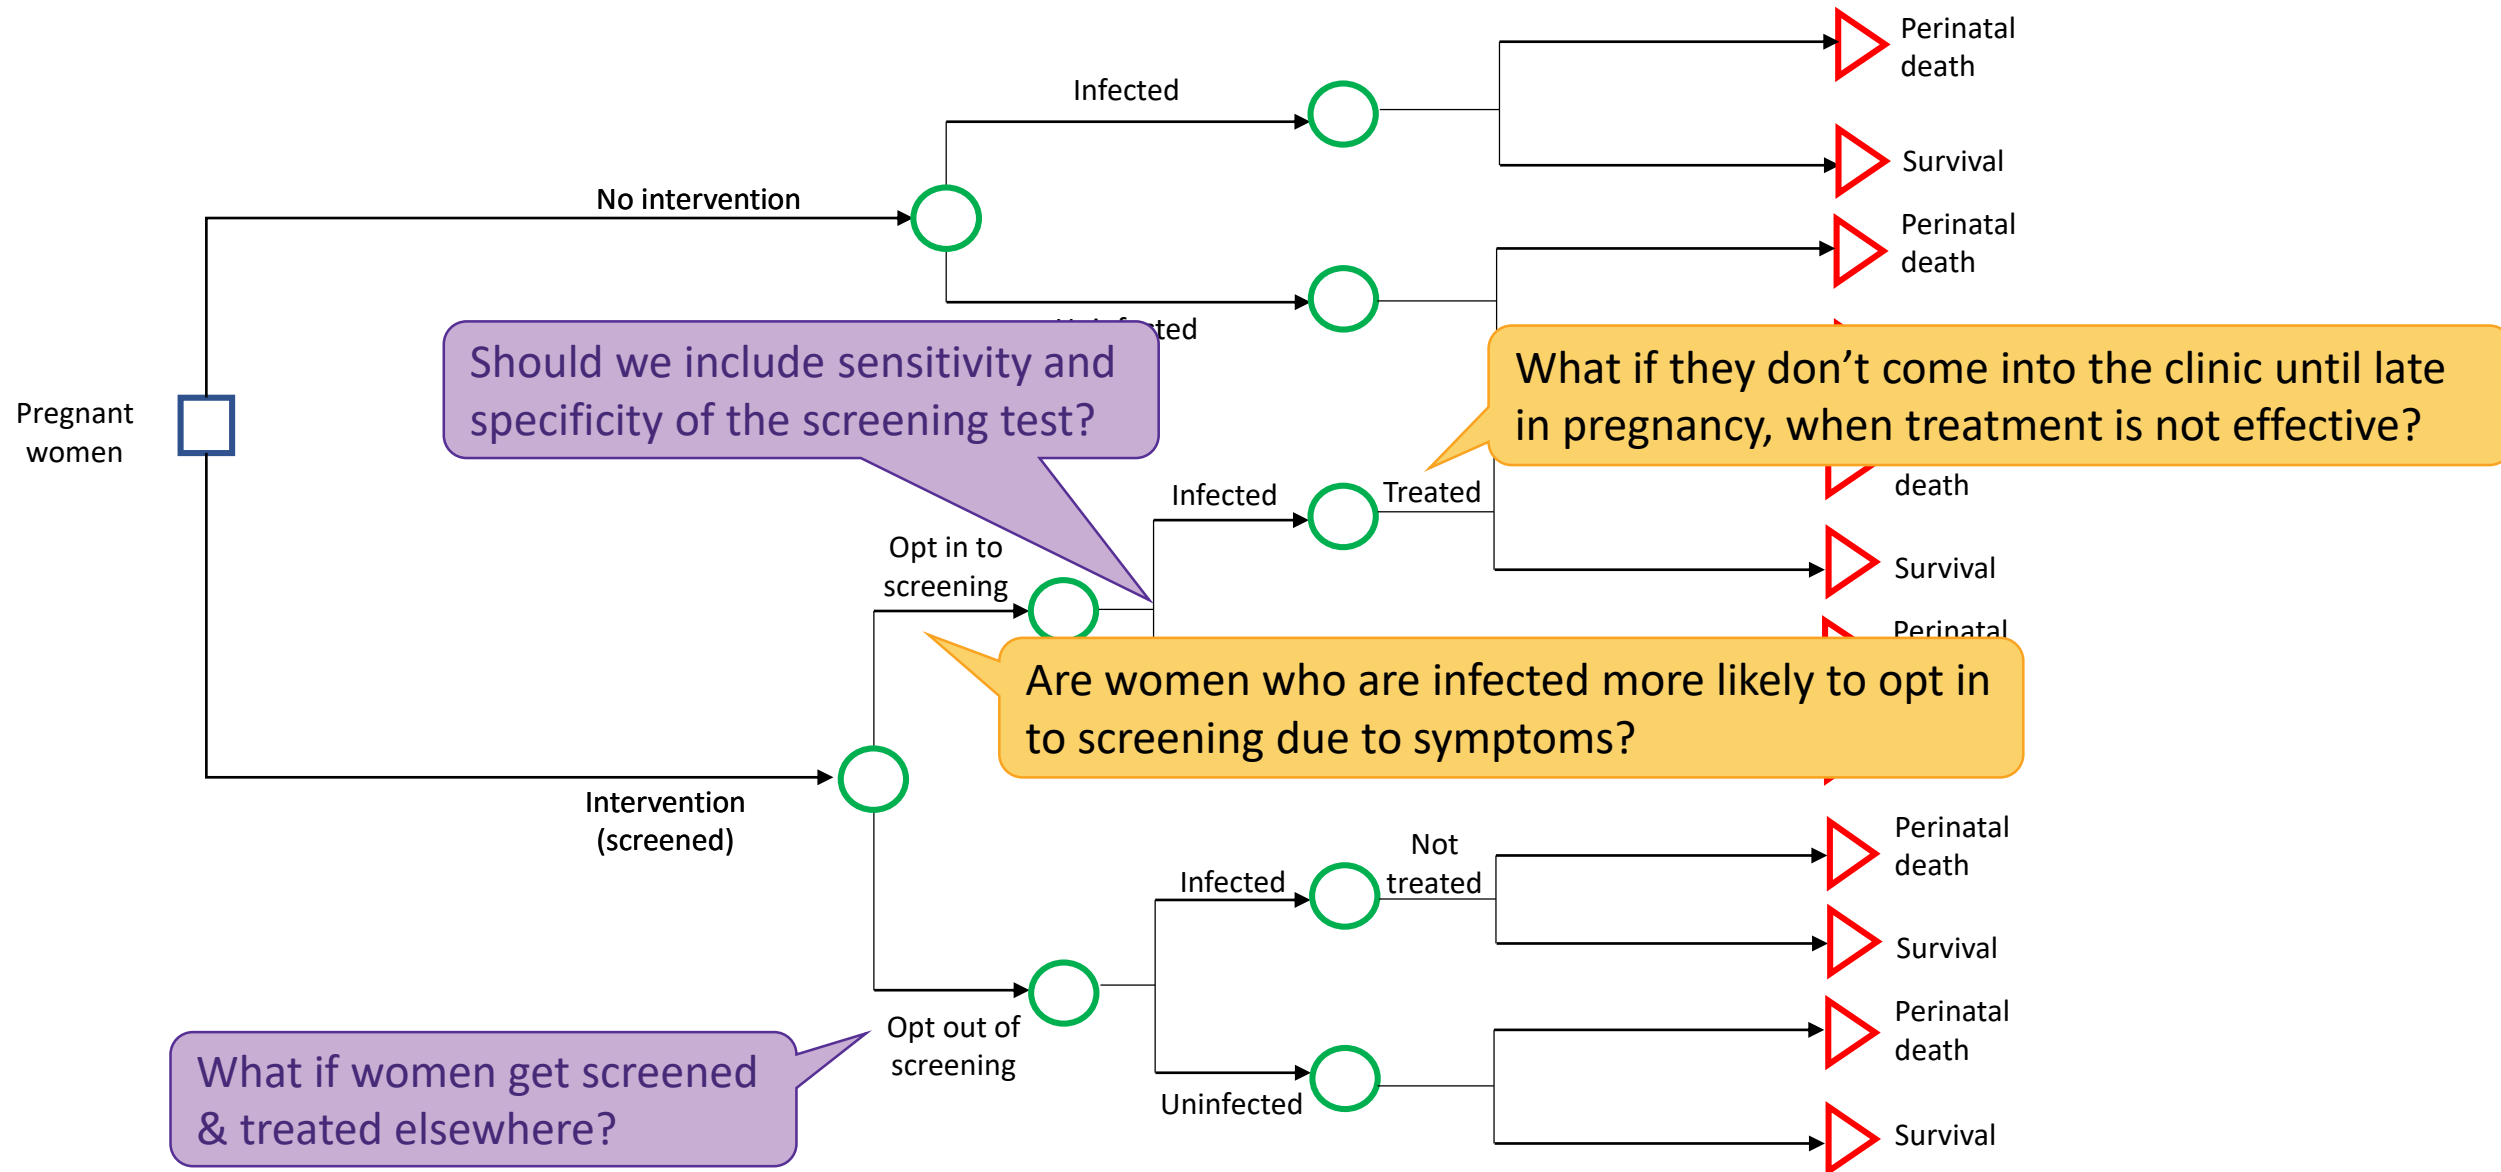 Perinatal
death
Infected
Survival
No intervention
Perinatal
death
Should we include sensitivity and
specificity of the screening test?
What if they don’t come into the clinic until late
in pregnancy, when treatment is not effective?
Pregnant
women
death
Infected
Treated
Opt in to
screening
Survival
Perinatal
Are women who are infected more likely to opt in
to screening due to symptoms?
Intervention
(screened)
Perinatal
death
Not
treated
Infected
Survival
Perinatal
death
Opt out of
screening
What if women get screened
& treated elsewhere?
Uninfected
Survival